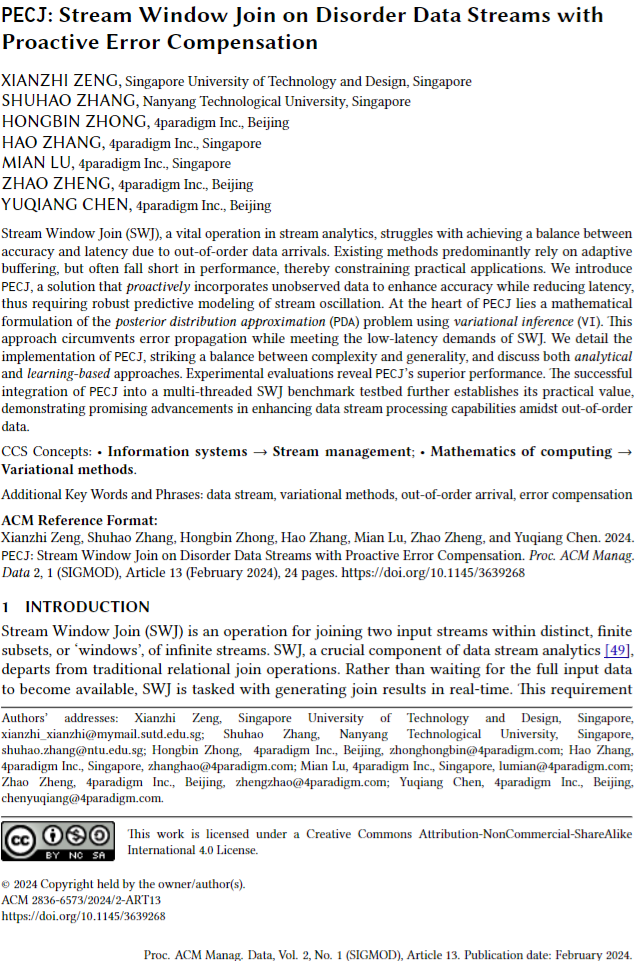 PECJ: Stream Window Join on Disorder Data Streams with
Proactive Error Compensation
XIANZHI ZENG, Singapore University of Technology and Design, Singapore
SHUHAO ZHANG, Nanyang Technological University, Singapore
HONGBIN ZHONG, 4paradigm Inc., Beijing
HAO ZHANG, 4paradigm Inc., Singapore
MIAN LU, 4paradigm Inc., Singapore
ZHAO ZHENG, 4paradigm Inc., Beijing
YUQIANG CHEN, 4paradigm Inc., Beijing
Stream Window Join (SWJ), a vital operation in stream analytics, struggles with achieving a balance between
accuracy and latency due to out-of-order data arrivals. Existing methods predominantly rely on adaptive
buffering, but often fall short in performance, thereby constraining practical applications. We introduce
PECJ, a solution that proactively incorporates unobserved data to enhance accuracy while reducing latency,
thus requiring robust predictive modeling of stream oscillation. At the heart of PECJ lies a mathematical
formulation of the posterior distribution approximation (PDA) problem using variational inference (VI). This
approach circumvents error propagation while meeting the low-latency demands of SWJ. We detail the
implementation of PECJ, striking a balance between complexity and generality, and discuss both analytical
and learning-based approaches. Experimental evaluations reveal PECJ's superior performance. The successful
integration of PECJ into a multi-threaded SWJ benchmark testbed further establishes its practical value,
demonstrating promising advancements in enhancing data stream processing capabilities amidst out-of-order
data.
CCS Concepts: • Information systems → Stream management; • Mathematics of computing →
Variational methods.
Additional Key Words and Phrases: data stream, variational methods, out-of-order arrival, error compensation
ACM Reference Format:
Xianzhi Zeng, Shuhao Zhang, Hongbin Zhong, Hao Zhang, Mian Lu, Zhao Zheng, and Yuqiang Chen. 2024.
PECJ: Stream Window Join on Disorder Data Streams with Proactive Error Compensation. Proc. ACM Manag.
Data 2, 1 (SIGMOD), Article 13 (February 2024), 24 pages. https://doi.org/10.1145/3639268
1 INTRODUCTION
Stream Window Join (SWJ) is an operation for joining two input streams within distinct, finite
subsets, or 'windows', of infinite streams. SWJ, a crucial component of data stream analytics [49],
departs from traditional relational join operations. Rather than waiting for the full input data
to become available, SWJ is tasked with generating join results in real-time. This requirement
Authors' addresses: Xianzhi Zeng, Singapore University of Technology and Design, Singapore,
xianzhi_xianzhi@mymail.sutd.edu.sg; Shuhao Zhang, Nanyang Technological University, Singapore,
shuhao.zhang@ntu.edu.sg; Hongbin Zhong, 4paradigm Inc., Beijing, zhonghongbin@4paradigm.com; Hao Zhang,
4paradigm Inc., Singapore, zhanghao@4paradigm.com; Mian Lu, 4paradigm Inc., Singapore, lumian@4paradigm.com;
Zhao Zheng, 4paradigm Inc., Beijing, zhengzhao@4paradigm.com; Yuqiang Chen, 4paradigm Inc., Beijing,
chenyuqiang@4paradigm.com.
cc BY NC SA
This work is licensed under a Creative Commons Attribution-NonCommercial-ShareAlike
International 4.0 License.
© 2024 Copyright held by the owner/author(s).
ACM 2836-6573/2024/2-ART13
https://doi.org/10.1145/3639268
Proc. ACM Manag. Data, Vol. 2, No. 1 (SIGMOD), Article 13. Publication date: February 2024.